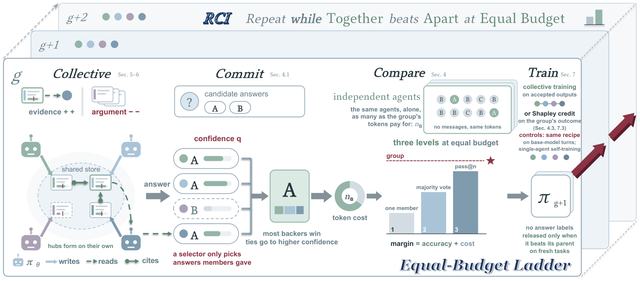 g+2 RCI Repeat while Together beats Apart at Equal Budget
g+1
g Collective Sec. 5–6 Commit Sec. 4.1 Compare Sec. 4 Train Sec. 7
evidence + + argument − −
? candidate answers
A B
independent agents
the same agents, alone,
as many as the group's
tokens pay for: n₀
B A B C B
B C A B B
no messages, same tokens
collective training
on accepted outputs
or Shapley credit
on the group's outcome
(Sec. 4.3, 7.3)
controls: same recipe
on base-model turns;
single-agent self-training
shared store
hubs form on their own
π θ writes reads cites
answer
confidence q
A
A
B
A
a selector only picks
answers members gave
A
most backers win
ties go to higher confidence
token cost
three levels at equal budget
group
one member
majority vote
pass@n
1 2 3
margin = accuracy + cost
π g+1
no answer labels
released only when
it beats its parent
on fresh tasks
Equal-Budget Ladder